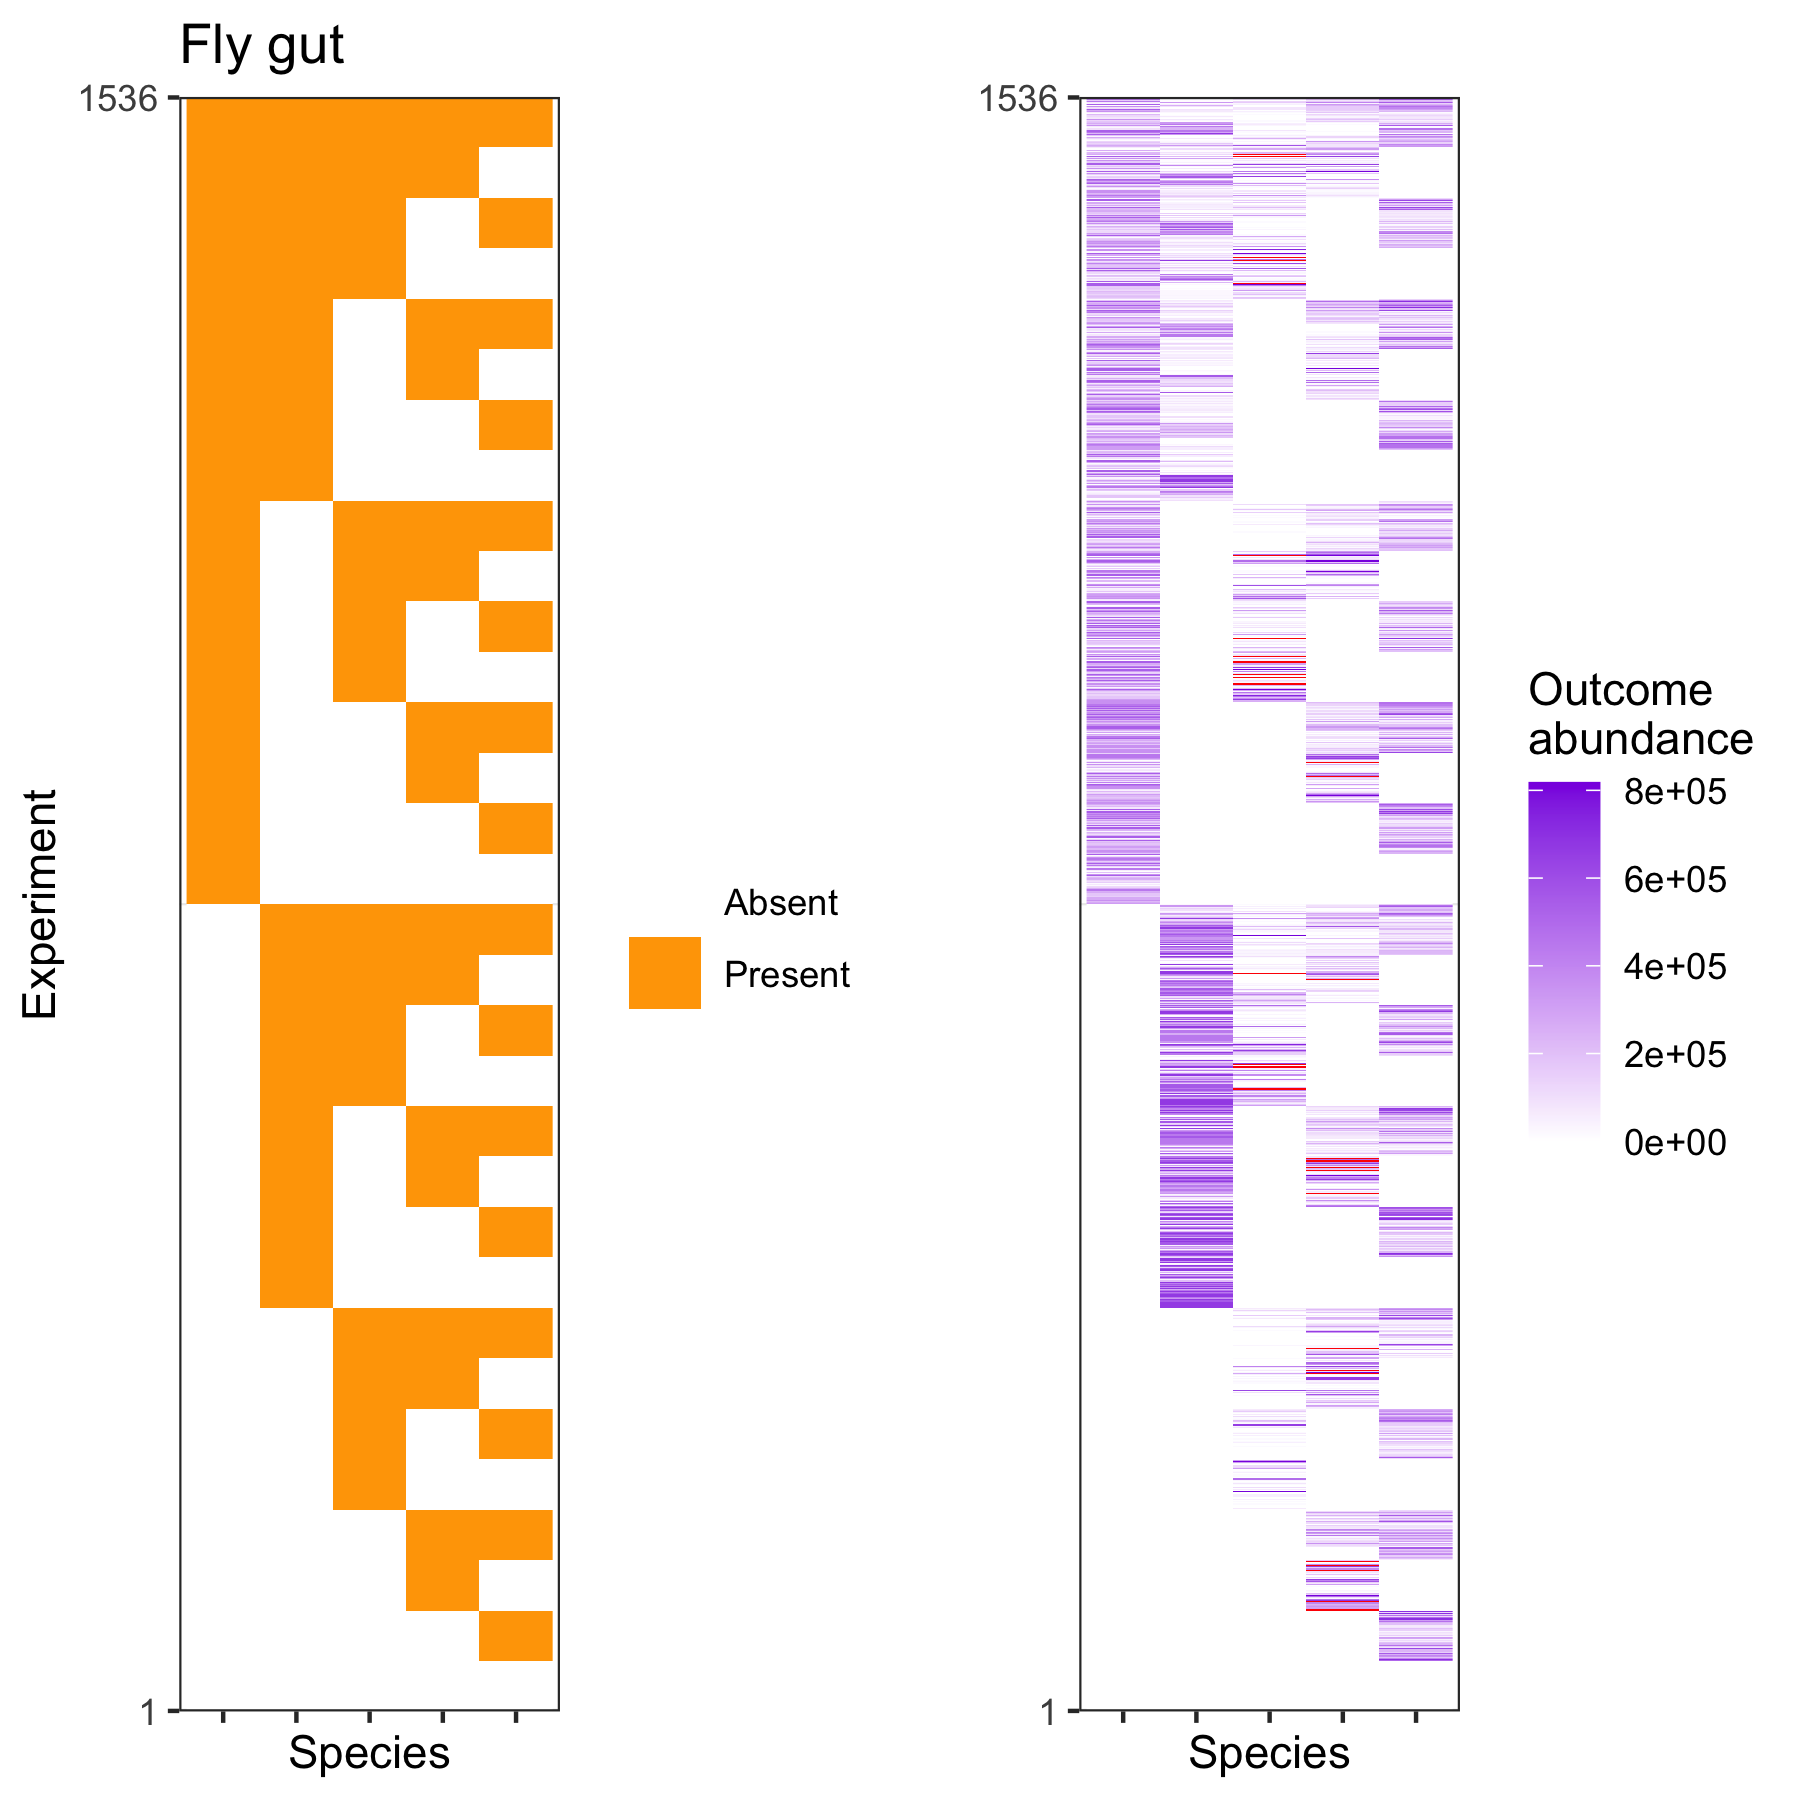 Fly gut
1536
1536
Experiment
Absent
Present
Outcome
abundance
8e+05
6e+05
4e+05
2e+05
0e+00
1
1
Species
Species